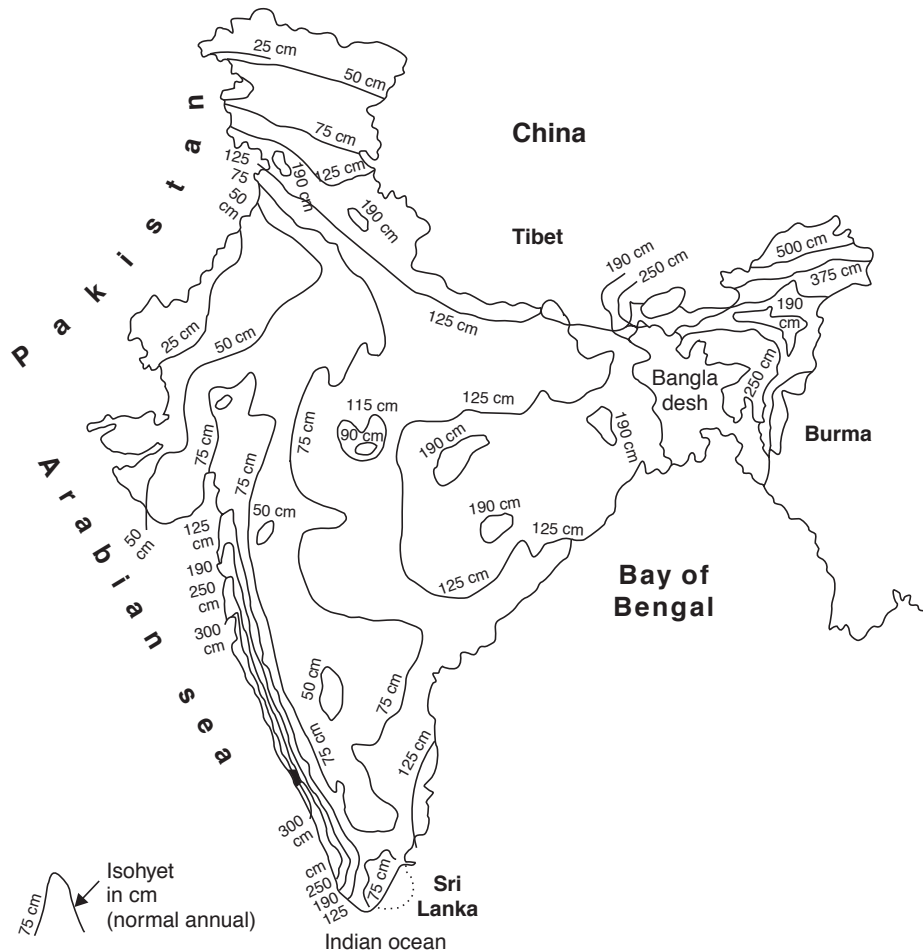 25 cm
50 cm
75 cm
125 cm
190 cm
125
75
50
cm
190 cm
China
Tibet
Pakistan
190 cm
250 cm
500 cm
375 cm
190
cm
250 cm
Bangla
desh
Burma
125 cm
25 cm
50 cm
75 cm
75 cm
75 cm
115 cm
90 cm
125 cm
190 cm
190 cm
190 cm
125 cm
125 cm
50 cm
50
cm
125
cm
190
250
cm
300
cm
Arabian sea
Bay of
Bengal
50 cm
75 cm
75 cm
125 cm
300
cm
cm
250
190
125
75 cm
Sri
Lanka
Indian ocean
75 cm
Isohyet
in cm
(normal annual)